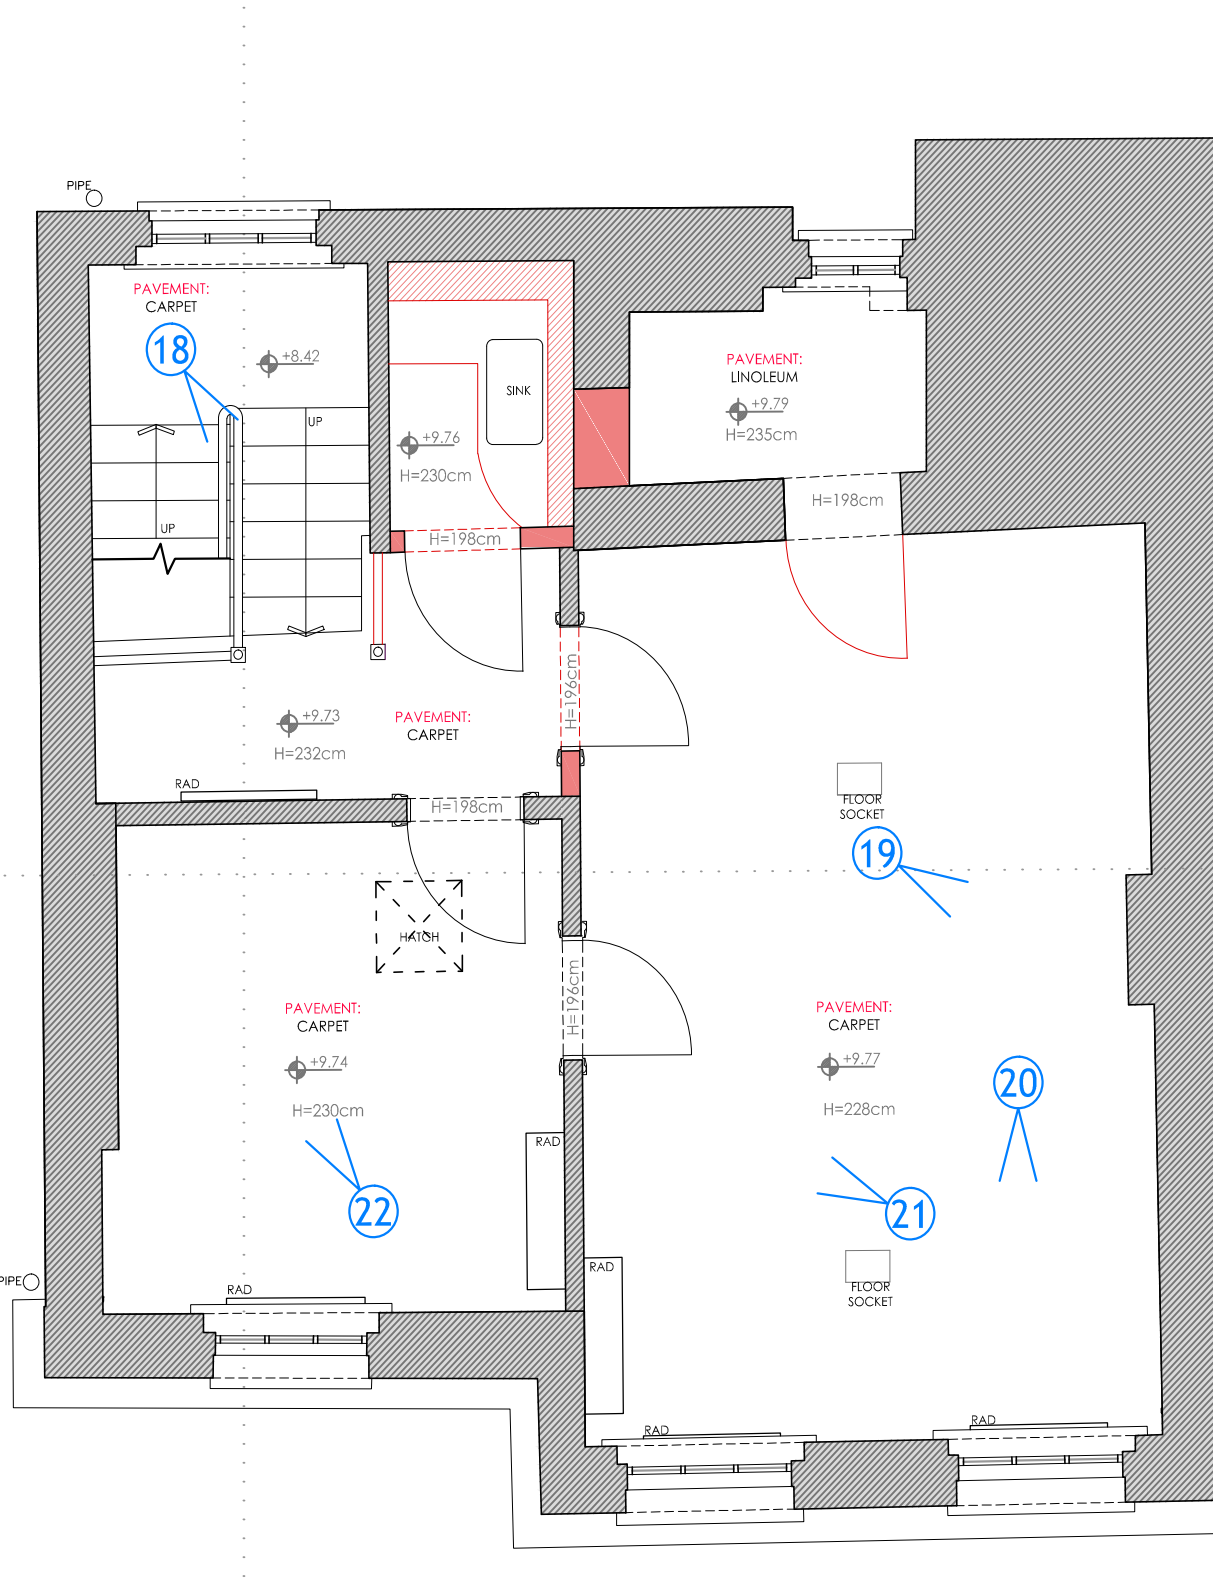 PIPE
PAVEMENT:
CARPET
18
+8.42
UP
UP
SINK
+9.76
H=230cm
H=198cm
PAVEMENT:
LINOLEUM
+9.79
H=235cm
H=198cm
H=196cm
+9.73
H=232cm
PAVEMENT:
CARPET
RAD
H=198cm
FLOOR
SOCKET
19
HATCH
H=196cm
PAVEMENT:
CARPET
+9.74
H=230cm
22
RAD
PAVEMENT:
CARPET
+9.77
H=228cm
20
21
FLOOR
SOCKET
RAD
PIPE
RAD
RAD
RAD